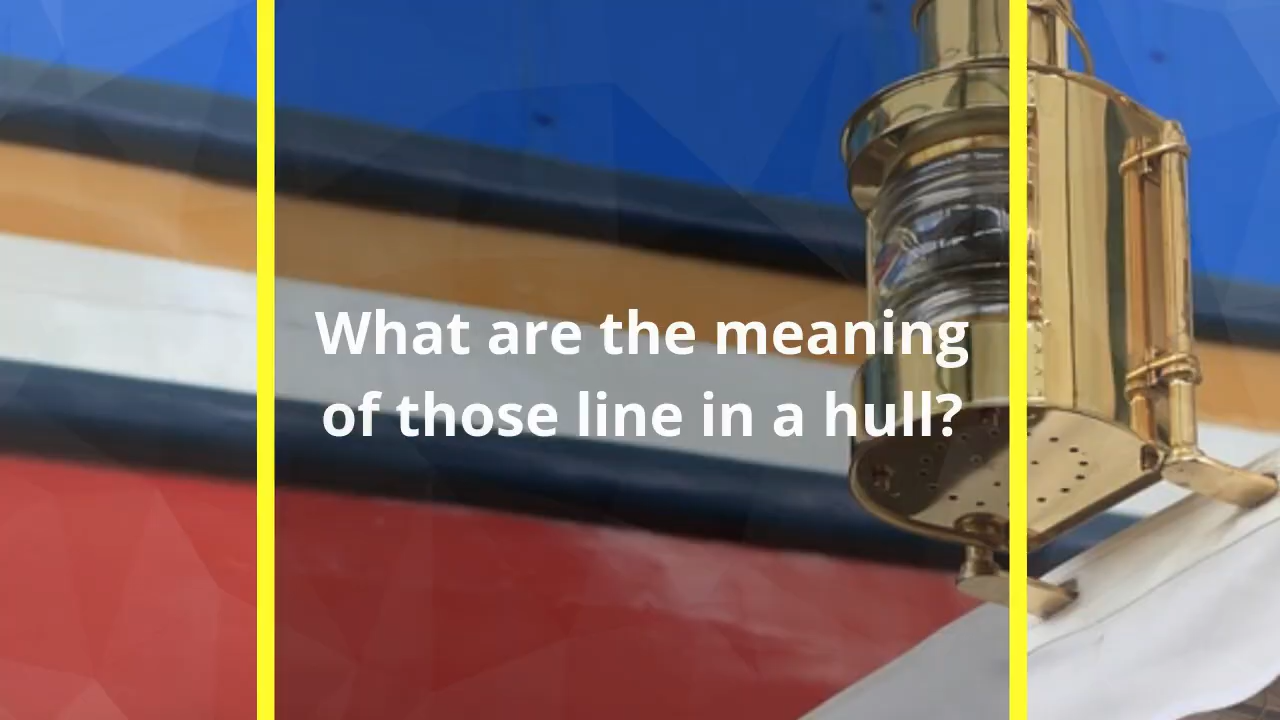 What are the meaning
of those line in a hull?